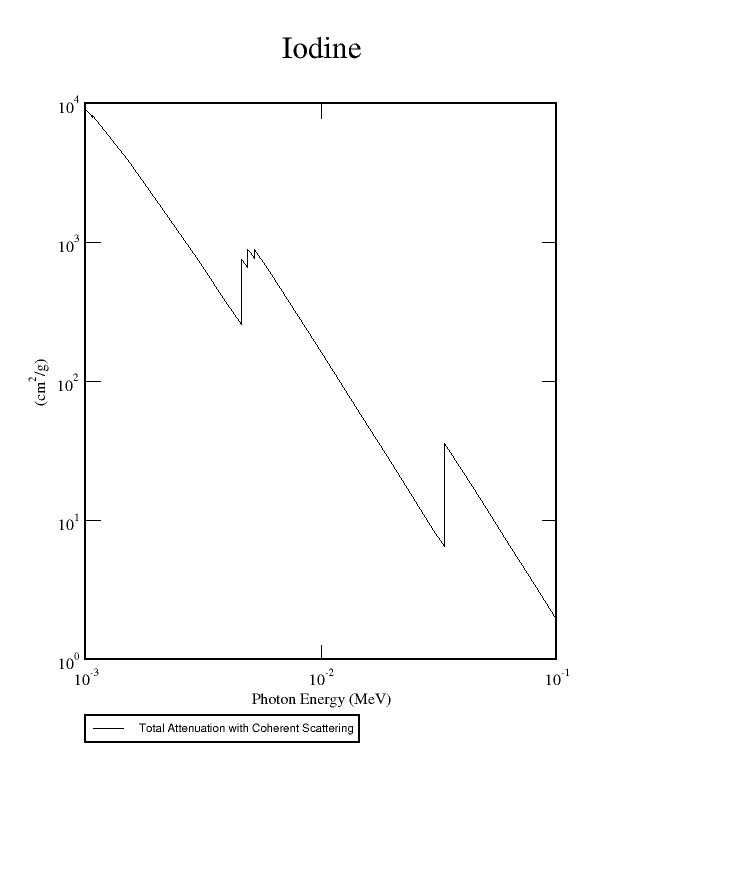 Iodine
10^4
10^3
10^2
(cm^2/g)
10^1
10^0
10^-3 10^-2 10^-1
Photon Energy (MeV)
Total Attenuation with Coherent Scattering